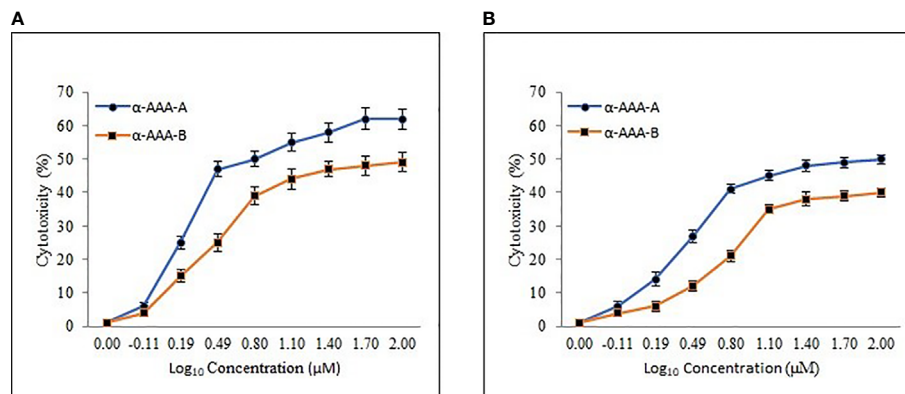 A
70
60
50
40
30
20
10
0
Cytotoxicity (%)
α-AAA-A
α-AAA-B
0.00 -0.11 0.19 0.49 0.80 1.10 1.40 1.70 2.00
Log₁₀ Concentration (μM)
B
70
60
50
40
30
20
10
0
Cytotoxicity (%)
α-AAA-A
α-AAA-B
0.00 -0.11 0.19 0.49 0.80 1.10 1.40 1.70 2.00
Log₁₀ Concentration (μM)